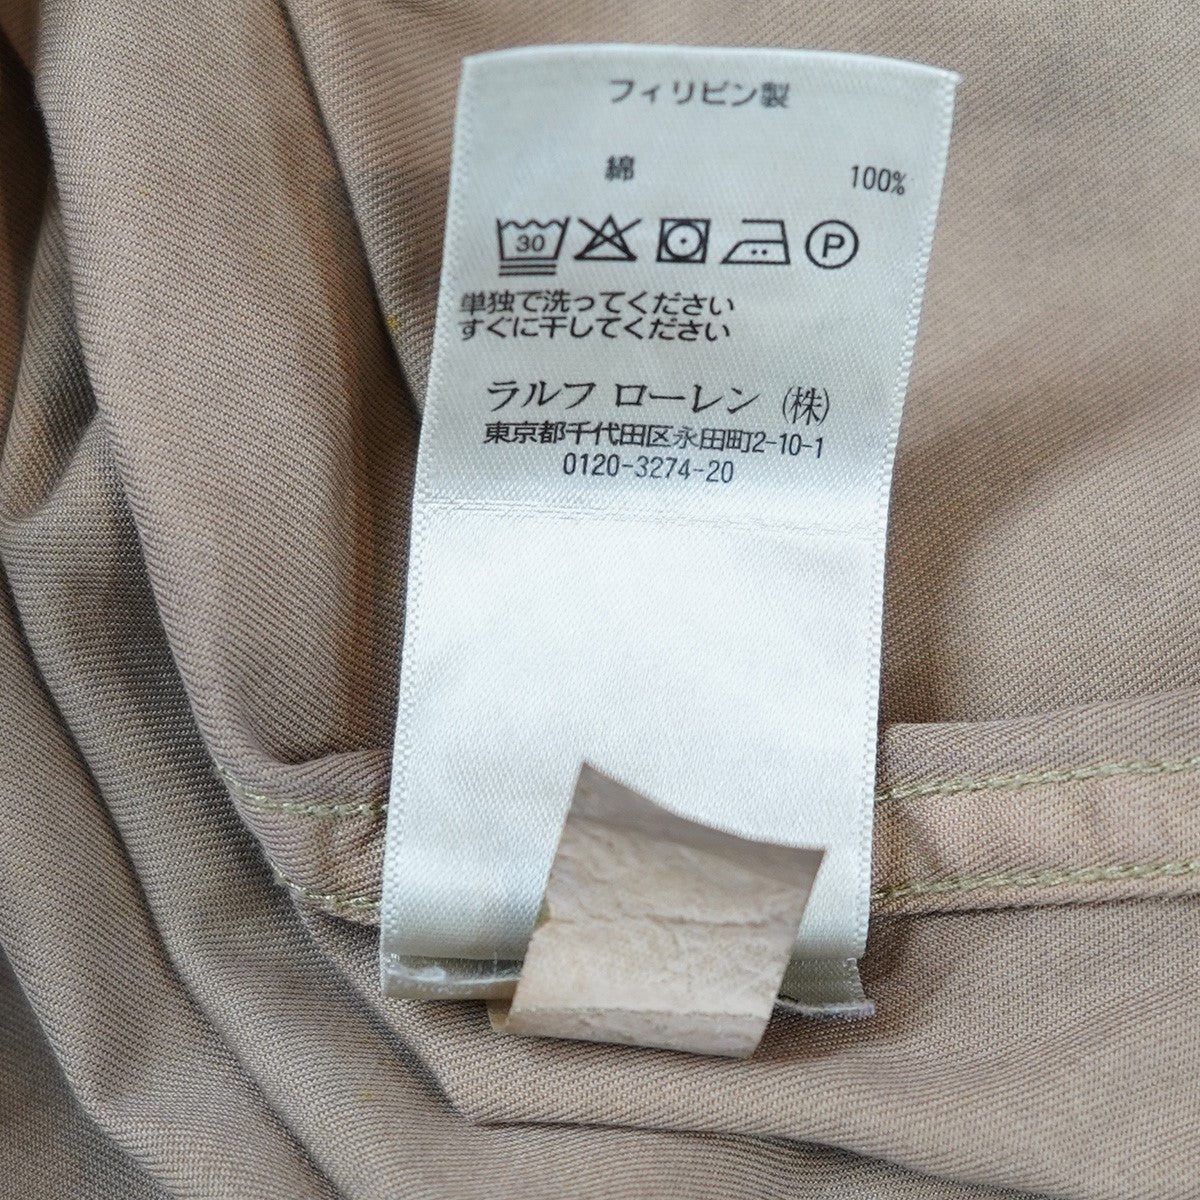 フィリピン製
綿 100%
30 P
単独で洗ってください
すぐに干してください
ラルフ ローレン (株)
東京都千代田区永田町2-10-1
0120-3274-20